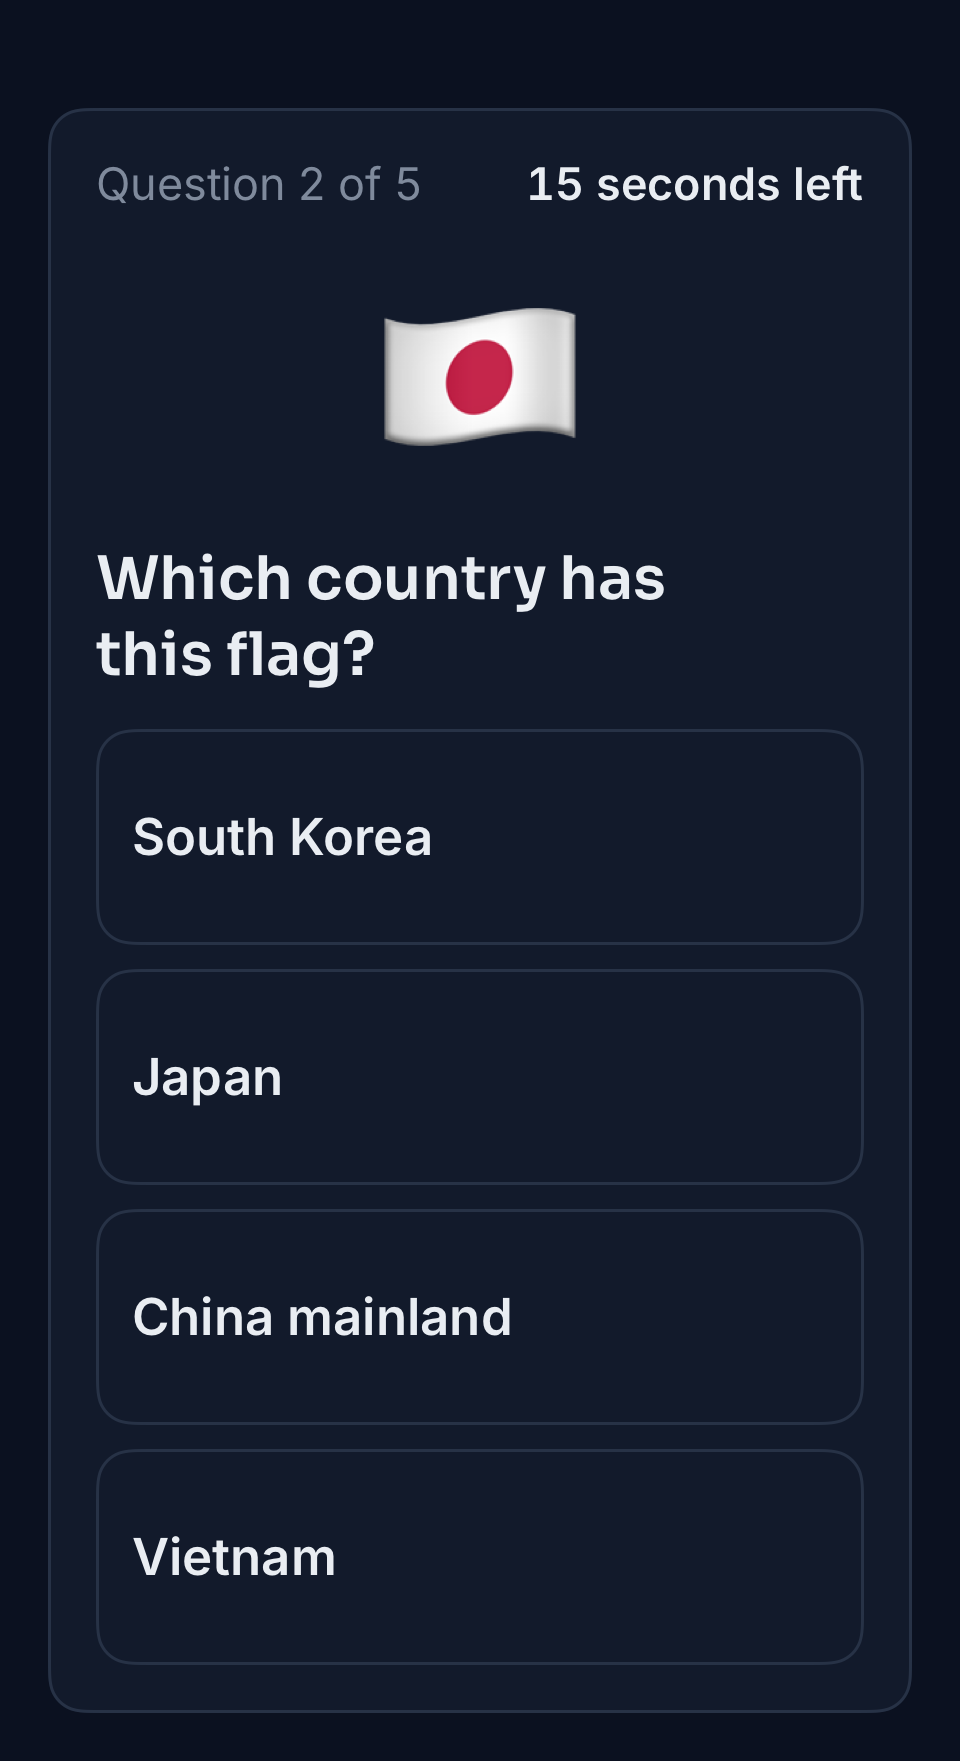 Question 2 of 5
15 seconds left
Which country has
this flag?
South Korea
Japan
China mainland
Vietnam